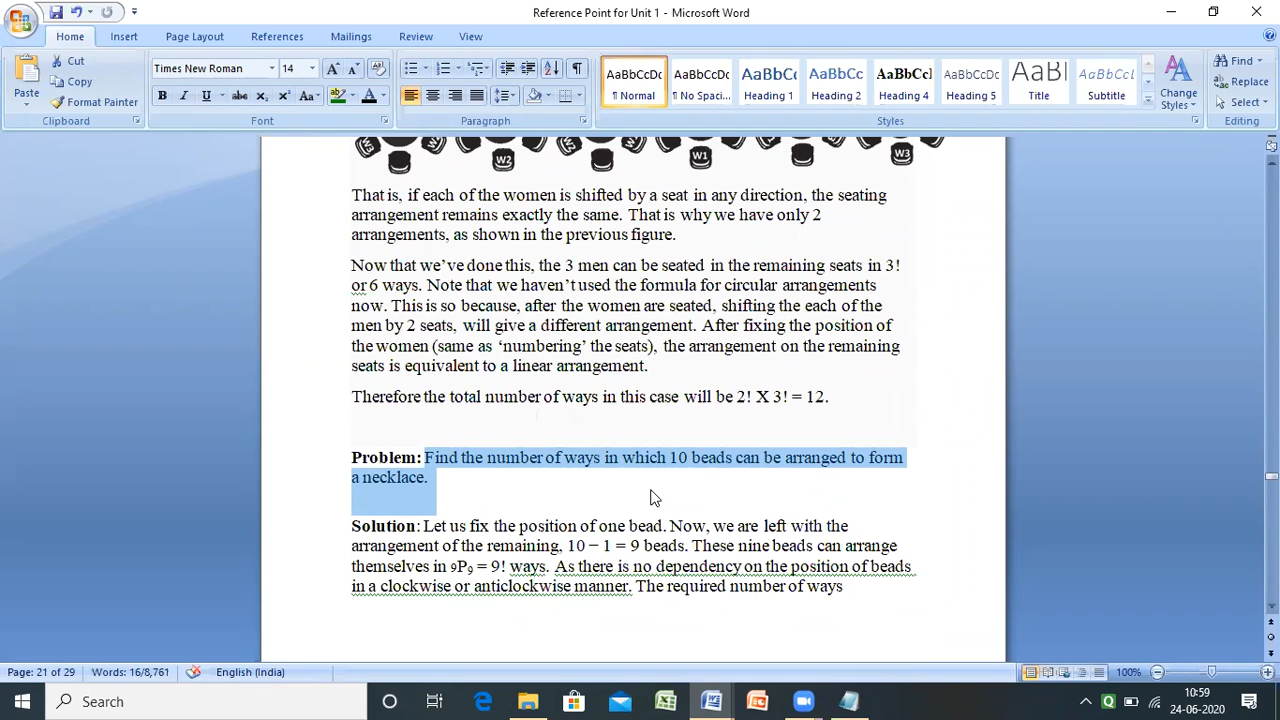 Reference Point for Unit 1 - Microsoft Word
Home Insert Page Layout References Mailings Review View
Paste
Cut
Copy
Format Painter
Clipboard
Times New Roman 14
Font
Paragraph
AaBbCcDc AaBbCcDc AaBbC AaBbCc AaBbCc AaBbCcDc AaBl AaBbCcDc
¶ Normal ¶ No Spaci... Heading 1 Heading 2 Heading 4 Heading 5 Title Subtitle
Change Styles
Styles
Find
Replace
Select
Editing
W3 W2 W2 W1 W3
That is, if each of the women is shifted by a seat in any direction, the seating
arrangement remains exactly the same. That is why we have only 2
arrangements, as shown in the previous figure.
Now that we’ve done this, the 3 men can be seated in the remaining seats in 3!
or 6 ways. Note that we haven’t used the formula for circular arrangements
now. This is so because, after the women are seated, shifting the each of the
men by 2 seats, will give a different arrangement. After fixing the position of
the women (same as ‘numbering’ the seats), the arrangement on the remaining
seats is equivalent to a linear arrangement.
Therefore the total number of ways in this case will be 2! X 3! = 12.
Problem: Find the number of ways in which 10 beads can be arranged to form
a necklace.
Solution: Let us fix the position of one bead. Now, we are left with the
arrangement of the remaining, 10 − 1 = 9 beads. These nine beads can arrange
themselves in ₉P₉ = 9! ways. As there is no dependency on the position of beads
in a clockwise or anticlockwise manner. The required number of ways
Page: 21 of 29 Words: 16/8,761 English (India) 100%
Search
10:59
24-06-2020